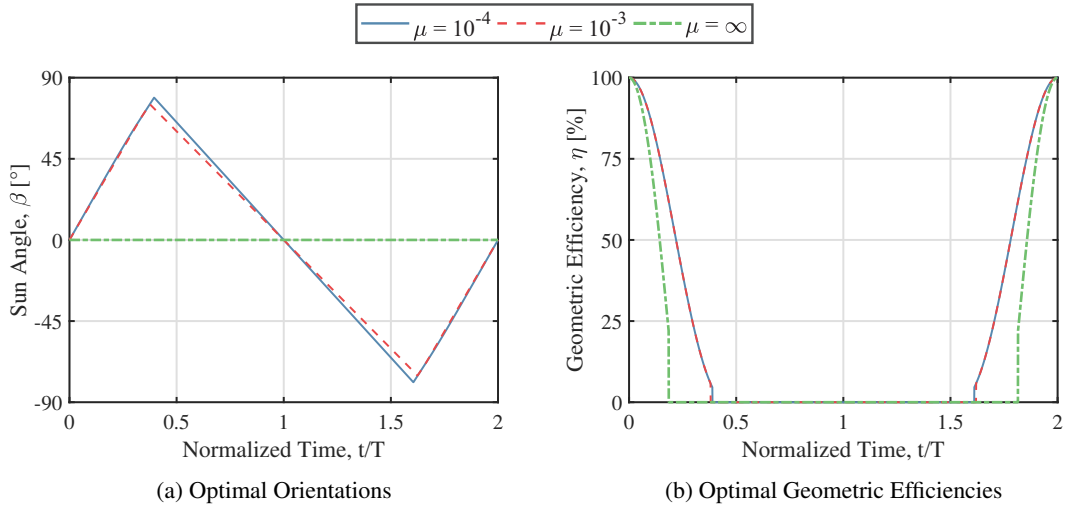 μ = 10⁻⁴ μ = 10⁻³ μ = ∞
90
45
0
-45
-90
Sun Angle, β [°]
0 0.5 1 1.5 2
Normalized Time, t/T
(a) Optimal Orientations
100
75
50
25
0
Geometric Efficiency, η [%]
0 0.5 1 1.5 2
Normalized Time, t/T
(b) Optimal Geometric Efficiencies